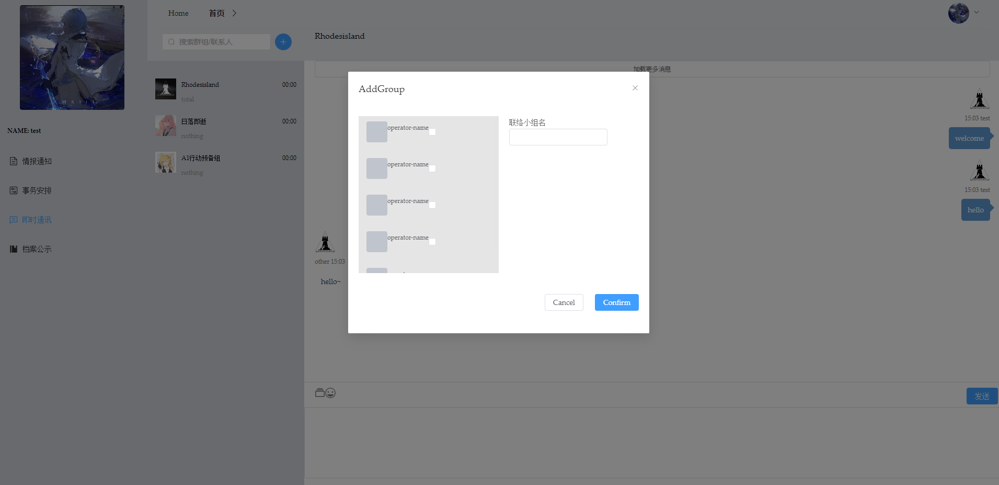 Home
首页
搜索群组/联系人
Rhodesisland
NAME: test
情报通知
事务安排
即时通讯
档案公示
Rhodesisland
00:00
total
日落即逝
00:00
nothing
A1行动预备组
00:00
nothing
加载更多消息
15:03 test
welcome
15:03 test
hello
other 15:03
hello~
发送
AddGroup
operator-name
operator-name
operator-name
operator-name
联络小组名
Cancel
Confirm